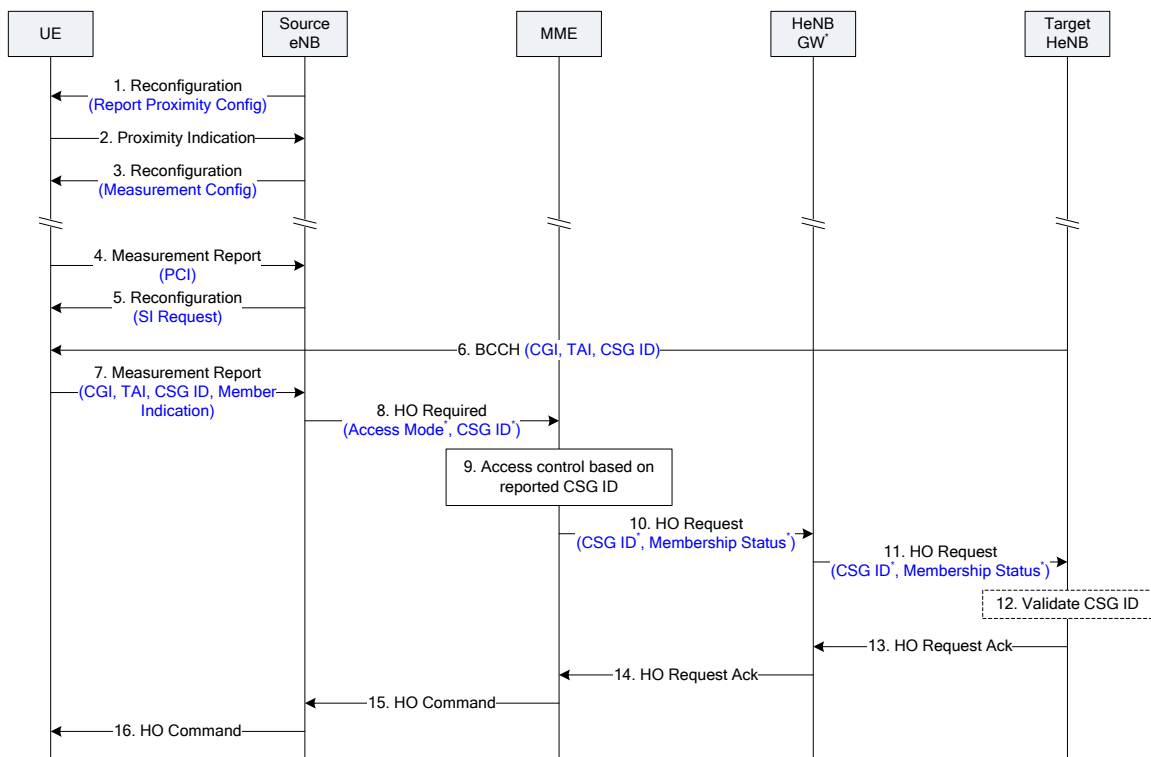 UE
Source
eNB
MME
HeNB
GW*
Target
HeNB
1. Reconfiguration
(Report Proximity Config)
2. Proximity Indication
3. Reconfiguration
(Measurement Config)
4. Measurement Report
(PCI)
5. Reconfiguration
(SI Request)
6. BCCH (CGI, TAI, CSG ID)
7. Measurement Report
(CGI, TAI, CSG ID, Member
Indication)
8. HO Required
(Access Mode*, CSG ID*)
9. Access control based on
reported CSG ID
10. HO Request
(CSG ID*, Membership Status*)
11. HO Request
(CSG ID*, Membership Status*)
12. Validate CSG ID
13. HO Request Ack
14. HO Request Ack
15. HO Command
16. HO Command